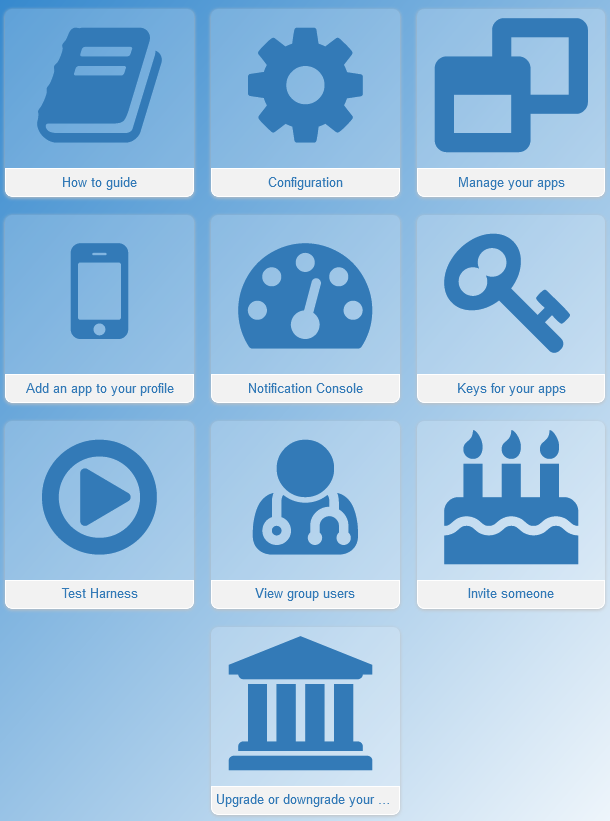 How to guide
Configuration
Manage your apps
Add an app to your profile
Notification Console
Keys for your apps
Test Harness
View group users
Invite someone
Upgrade or downgrade your ...